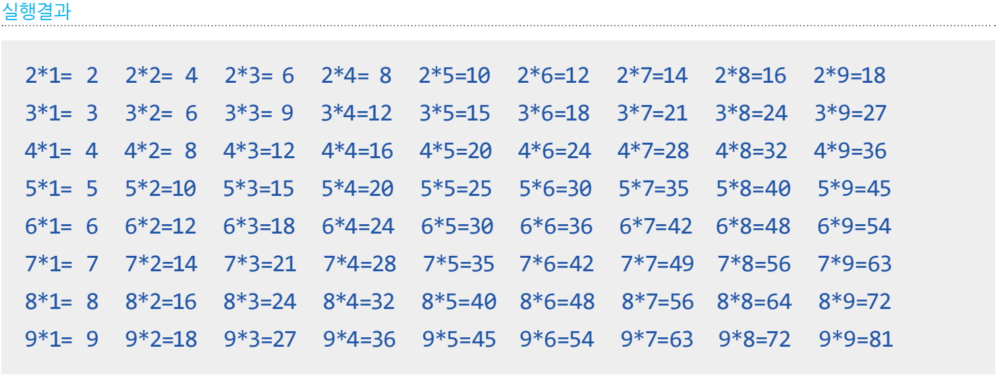 실행결과
2*1= 2  2*2= 4  2*3= 6  2*4= 8  2*5=10  2*6=12  2*7=14  2*8=16  2*9=18
3*1= 3  3*2= 6  3*3= 9  3*4=12  3*5=15  3*6=18  3*7=21  3*8=24  3*9=27
4*1= 4  4*2= 8  4*3=12  4*4=16  4*5=20  4*6=24  4*7=28  4*8=32  4*9=36
5*1= 5  5*2=10  5*3=15  5*4=20  5*5=25  5*6=30  5*7=35  5*8=40  5*9=45
6*1= 6  6*2=12  6*3=18  6*4=24  6*5=30  6*6=36  6*7=42  6*8=48  6*9=54
7*1= 7  7*2=14  7*3=21  7*4=28  7*5=35  7*6=42  7*7=49  7*8=56  7*9=63
8*1= 8  8*2=16  8*3=24  8*4=32  8*5=40  8*6=48  8*7=56  8*8=64  8*9=72
9*1= 9  9*2=18  9*3=27  9*4=36  9*5=45  9*6=54  9*7=63  9*8=72  9*9=81